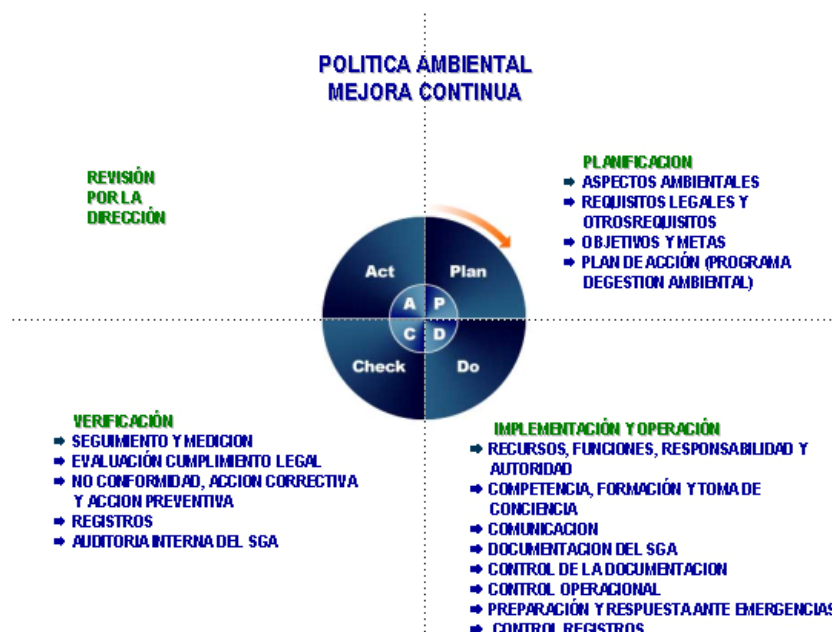 POLITICA AMBIENTAL
MEJORA CONTINUA
REVISIÓN
POR LA
DIRECCIÓN
PLANIFICACION
ASPECTOS AMBIENTALES
REQUISITOS LEGALES Y
OTROSREQUISITOS
OBJETIVOS Y METAS
PLAN DE ACCIÓN (PROGRAMA
DEGESTION AMBIENTAL)
Act
Plan
A
P
C
D
Check
Do
VERIFICACIÓN
SEGUIMIENTO Y MEDICION
EVALUACIÓN CUMPLIMIENTO LEGAL
NO CONFORMIDAD, ACCION CORRECTIVA
Y ACCION PREVENTIVA
REGISTROS
AUDITORIA INTERNA DEL SGA
IMPLEMENTACIÓN Y OPERACIÓN
RECURSOS, FUNCIONES, RESPONSABILIDAD Y
AUTORIDAD
COMPETENCIA, FORMACIÓN Y TOMA DE
CONCIENCIA
COMUNICACION
DOCUMENTACION DEL SGA
CONTROL DE LA DOCUMENTACION
CONTROL OPERACIONAL
PREPARACIÓN Y RESPUESTA ANTE EMERGENCIAS
CONTROL REGISTROS